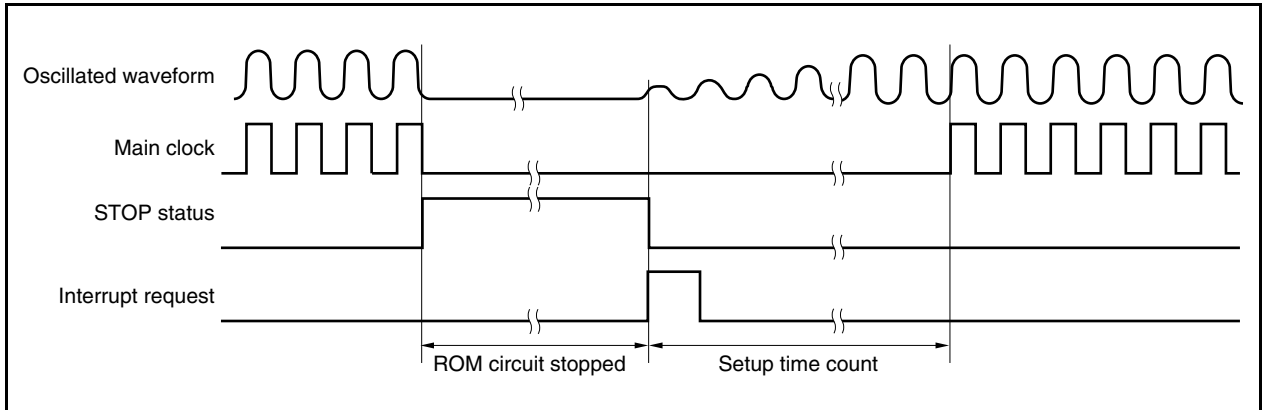 Oscillated waveform
Main clock
STOP status
Interrupt request
ROM circuit stopped
Setup time count